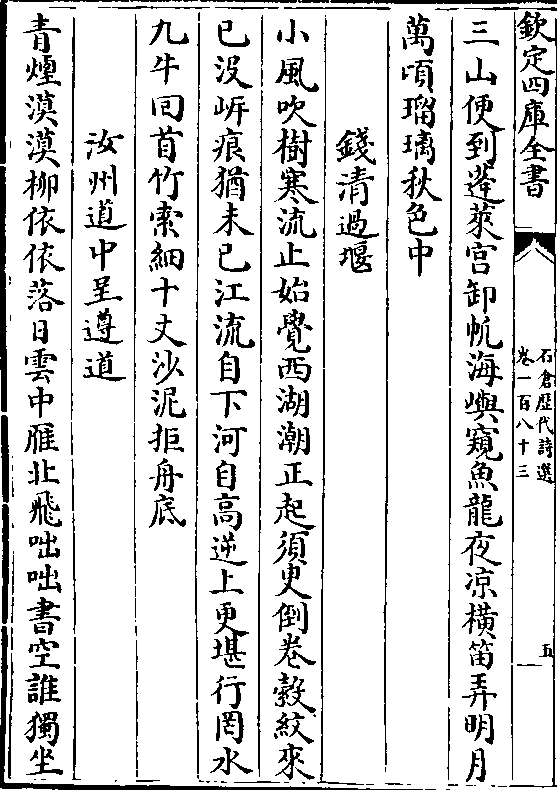 欽定四庫全書
石倉歷代詩選
卷一百八十三
五
三山便到蓬萊宫卸帆海嶼窺魚龍夜凉橫笛弄明月
萬頃瑠璃秋色中
錢清過堰
小風吹樹寒流止始覺西湖潮正起須臾倒卷縠紋來
已没㟁痕猶未已江流自下河自高逆上更堪行罔水
九牛回首竹索細十丈沙泥拒舟底
汝州道中呈遵道
青煙漠漠柳依依落日雲中雁北飛咄咄書空誰獨坐